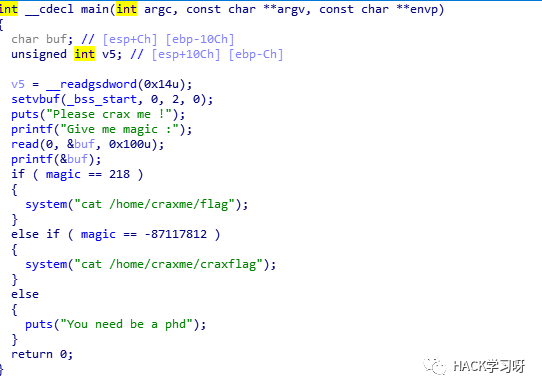 int __cdecl main(int argc, const char **argv, const char **envp)
{
  char buf; // [esp+Ch] [ebp-10Ch]
  unsigned int v5; // [esp+10Ch] [ebp-Ch]

  v5 = __readgsdword(0x14u);
  setvbuf(_bss_start, 0, 2, 0);
  puts("Please crax me !");
  printf("Give me magic :");
  read(0, &buf, 0x100u);
  printf(&buf);
  if ( magic == 218 )
  {
    system("cat /home/craxme/flag");
  }
  else if ( magic == -87117812 )
  {
    system("cat /home/craxme/craxflag");
  }
  else
  {
    puts("You need be a phd");
  }
  return 0;
}
HACK学习呀